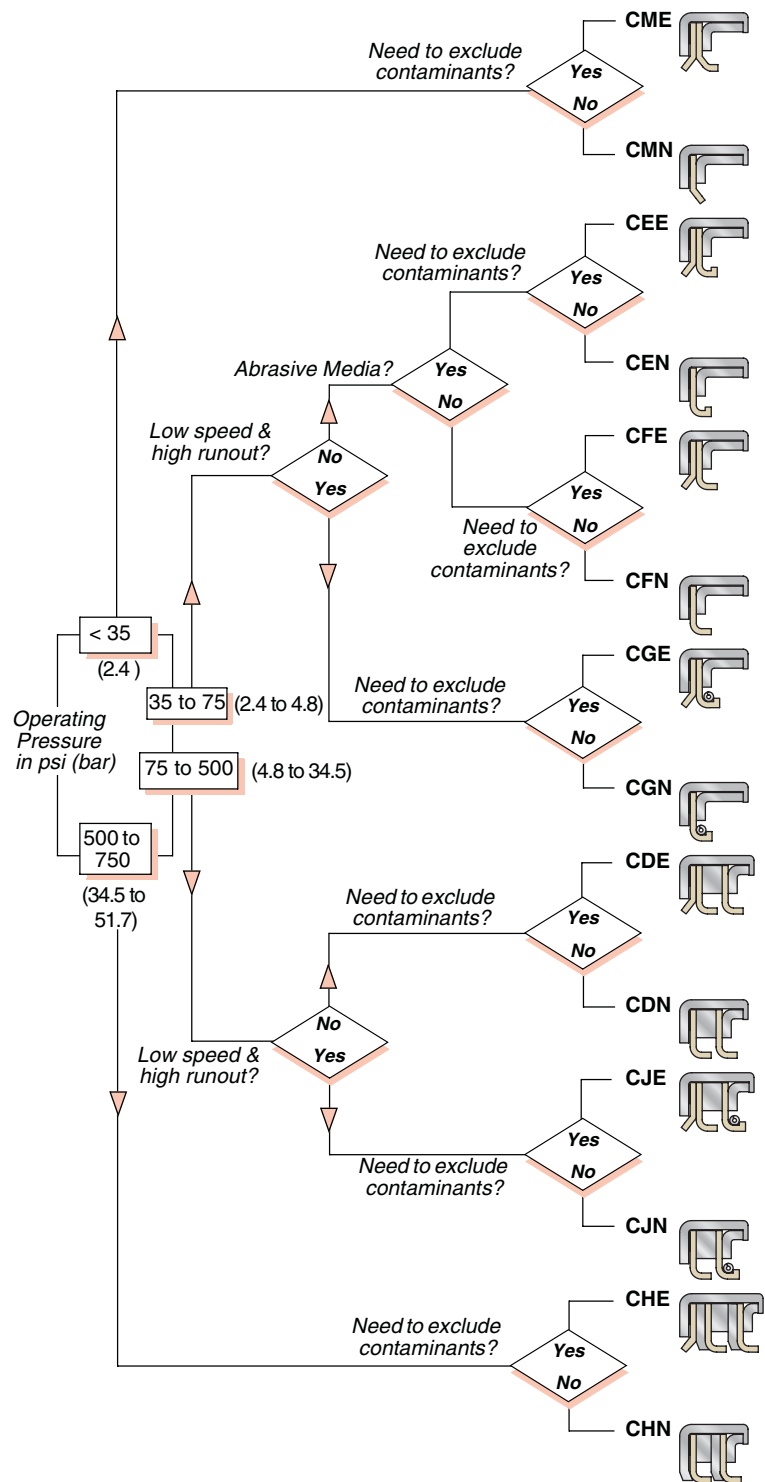 CME
Need to exclude
contaminants?
Yes
No
CMN
CEE
Need to exclude
contaminants?
Yes
No
CEN
Abrasive Media?
Yes
No
CFE
Low speed &
high runout?
No
Yes
Yes
No
Need to
exclude
contaminants?
CFN
< 35
(2.4 )
CGE
35 to 75
(2.4 to 4.8)
Need to exclude
contaminants?
Yes
No
Operating
Pressure
in psi (bar)
75 to 500
(4.8 to 34.5)
CGN
500 to
750
(34.5 to
51.7)
CDE
Need to exclude
contaminants?
Yes
No
CDN
No
Yes
Low speed &
high runout?
CJE
Yes
No
Need to exclude
contaminants?
CJN
CHE
Need to exclude
contaminants?
Yes
No
CHN